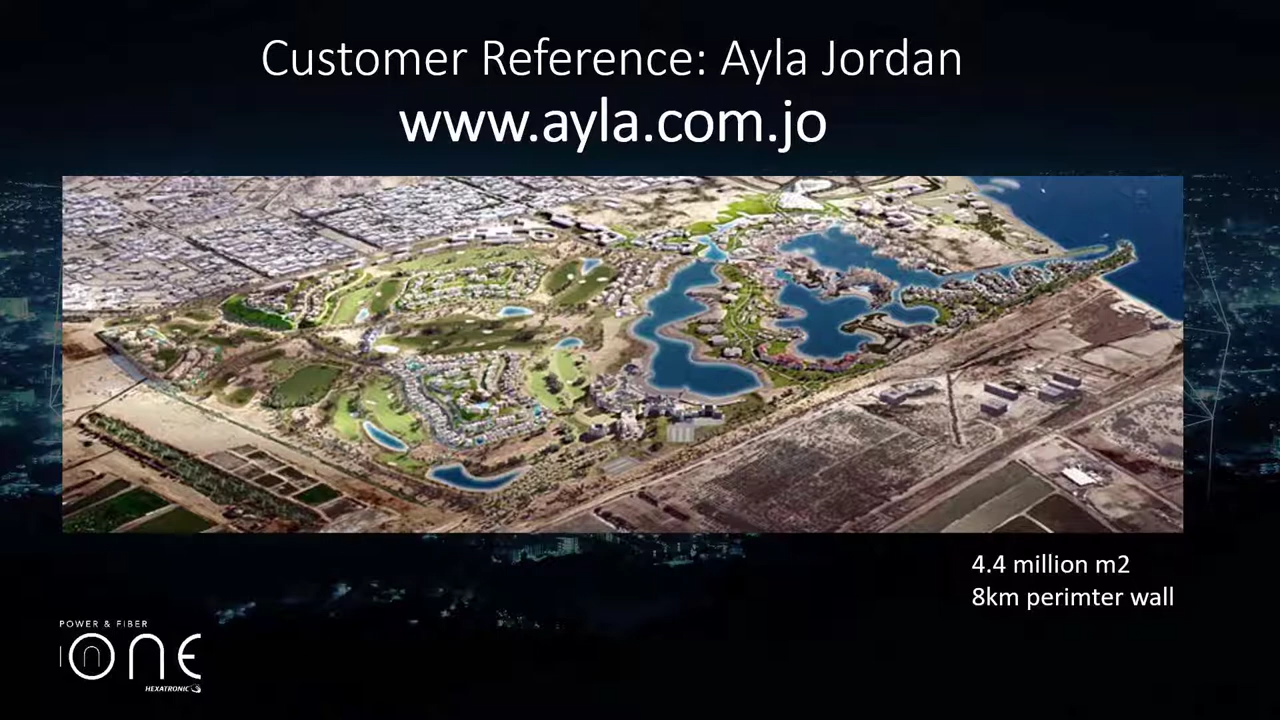 Customer Reference: Ayla Jordan
www.ayla.com.jo
4.4 million m2
8km perimter wall
POWER & FIBER
in ONE
HEXATRONIC